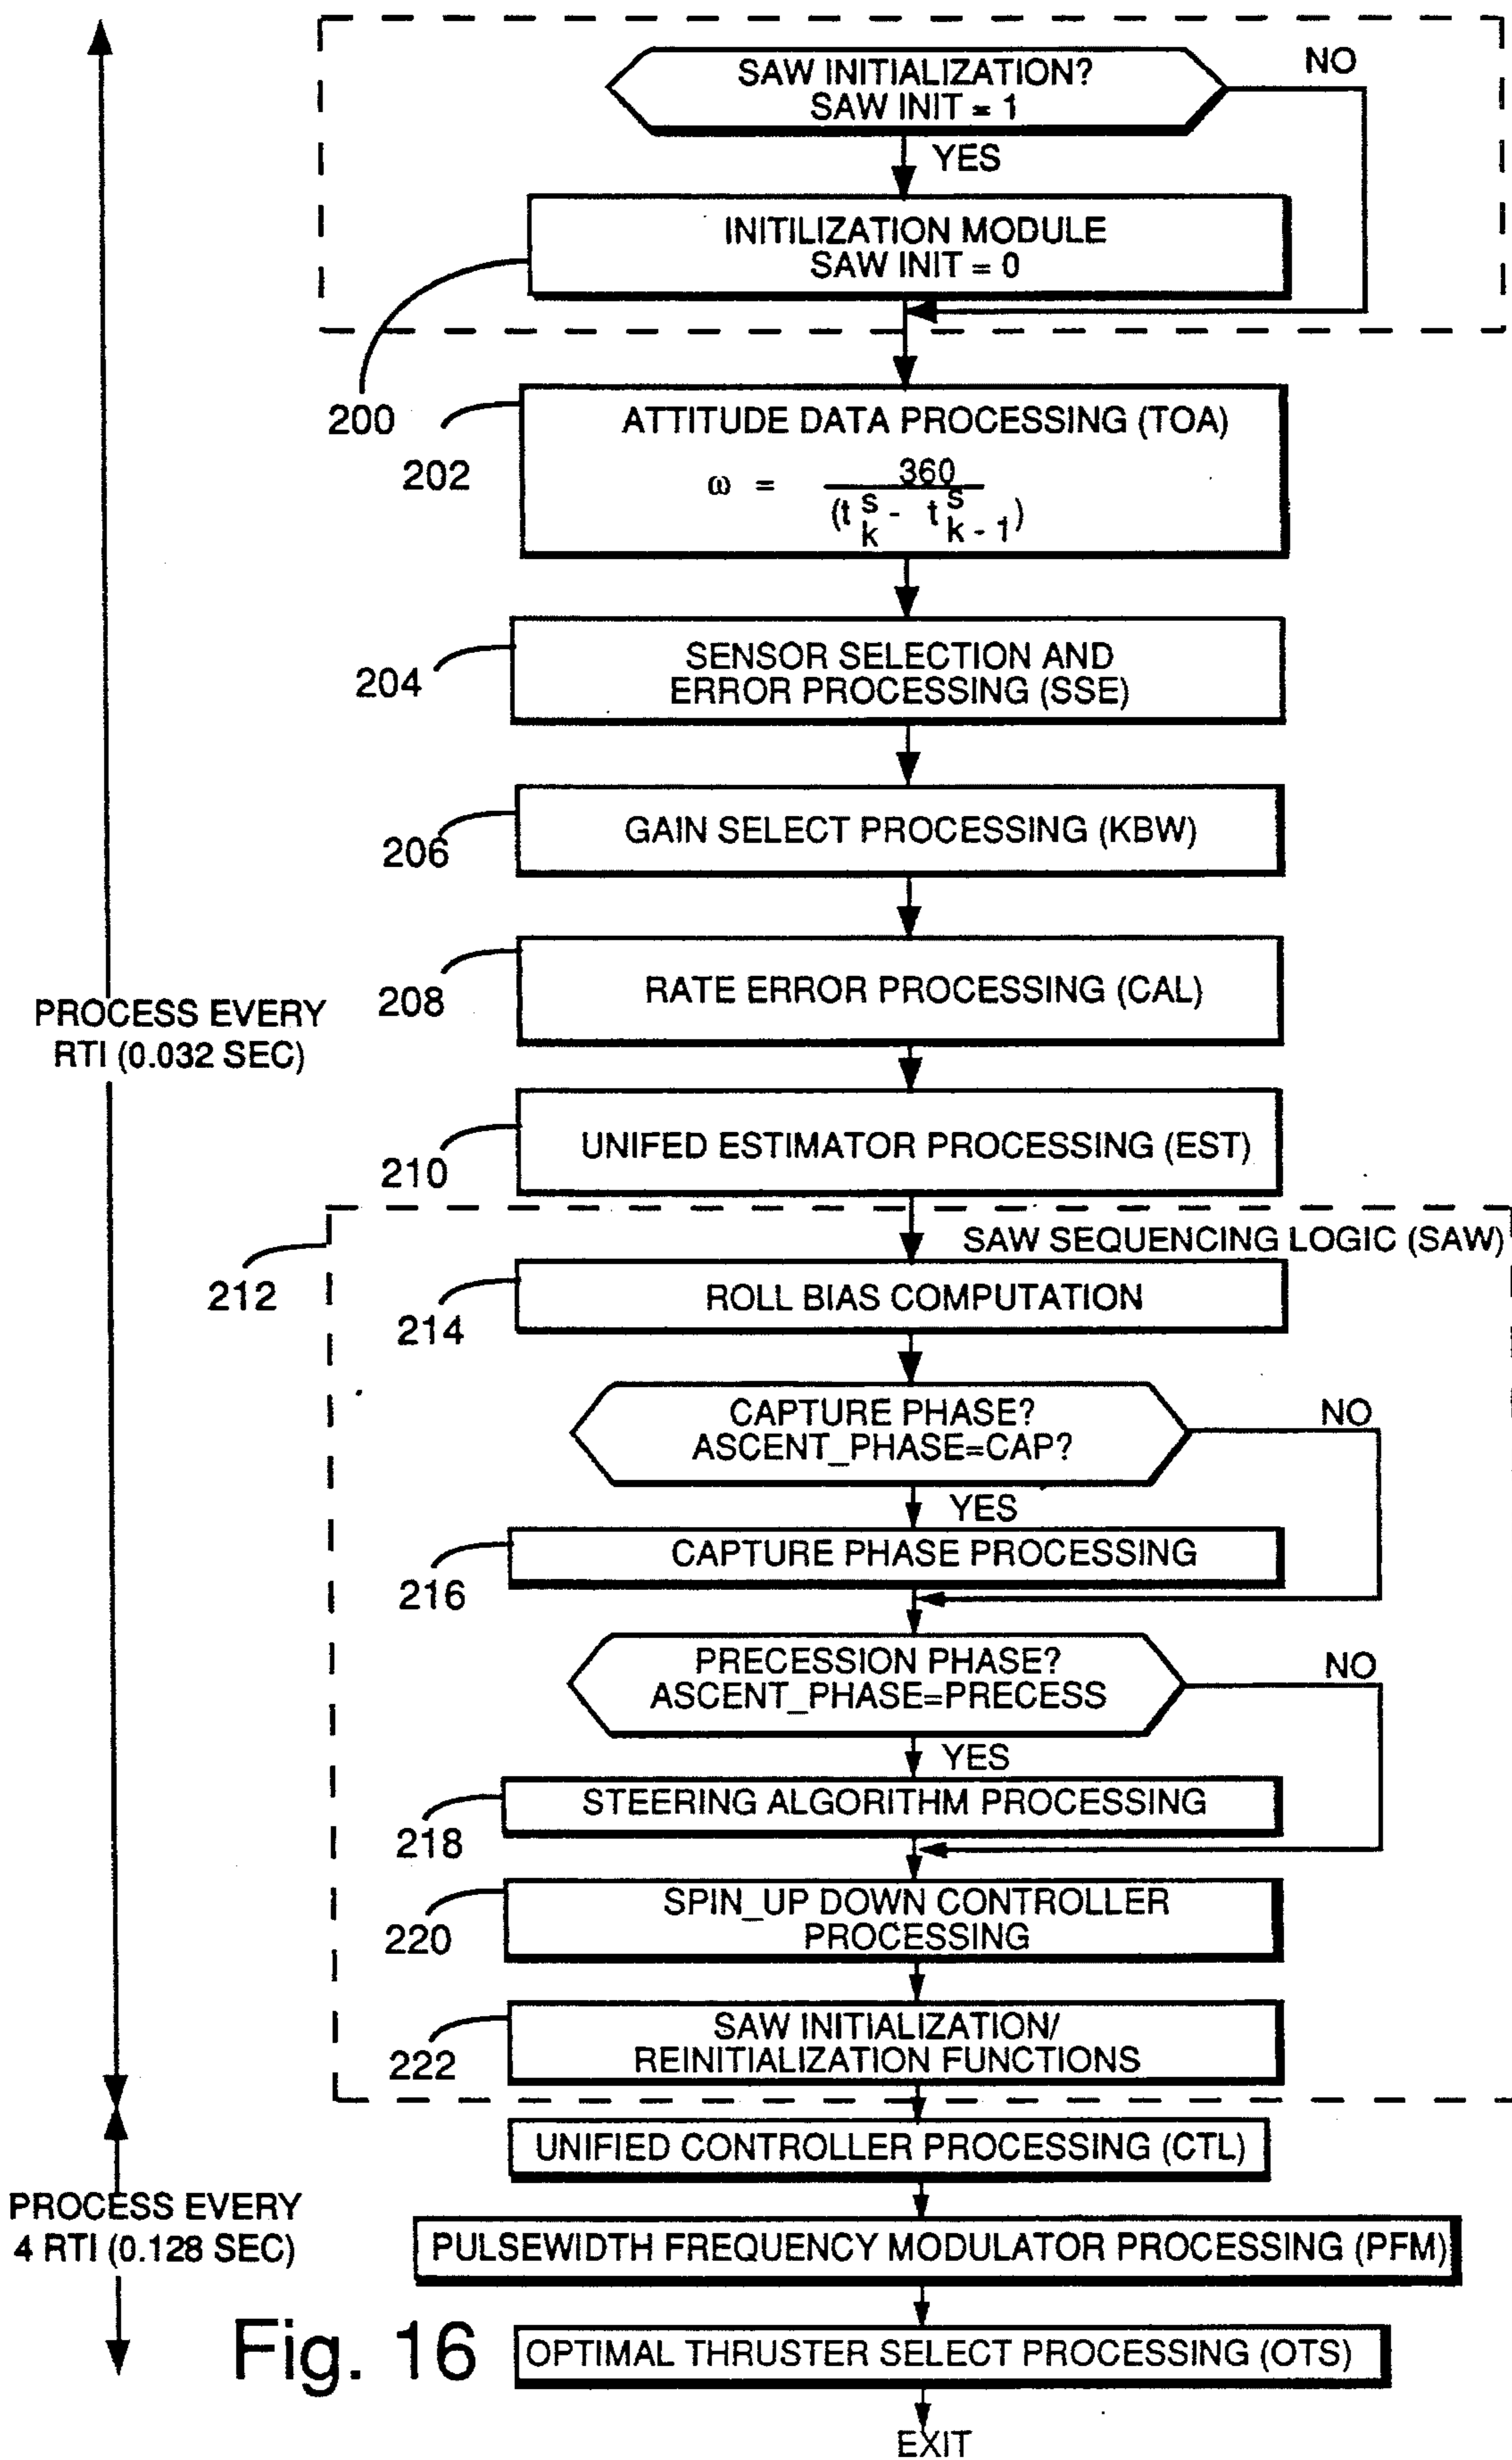 SAW INITIALIZATION?
SAW INIT = 1
NO
YES
INITILIZATION MODULE
SAW INIT = 0
200
ATTITUDE DATA PROCESSING (TOA)
ω = 360 / (t^s_k - t^s_k-1)
202
SENSOR SELECTION AND
ERROR PROCESSING (SSE)
204
GAIN SELECT PROCESSING (KBW)
206
RATE ERROR PROCESSING (CAL)
208
PROCESS EVERY
RTI (0.032 SEC)
UNIFED ESTIMATOR PROCESSING (EST)
210
SAW SEQUENCING LOGIC (SAW)
212
ROLL BIAS COMPUTATION
214
CAPTURE PHASE?
ASCENT_PHASE=CAP?
NO
YES
CAPTURE PHASE PROCESSING
216
PRECESSION PHASE?
ASCENT_PHASE=PRECESS
NO
YES
STEERING ALGORITHM PROCESSING
218
SPIN_UP DOWN CONTROLLER
PROCESSING
220
SAW INITIALIZATION/
REINITIALIZATION FUNCTIONS
222
UNIFIED CONTROLLER PROCESSING (CTL)
PROCESS EVERY
4 RTI (0.128 SEC)
PULSEWIDTH FREQUENCY MODULATOR PROCESSING (PFM)
Fig. 16
OPTIMAL THRUSTER SELECT PROCESSING (OTS)
EXIT